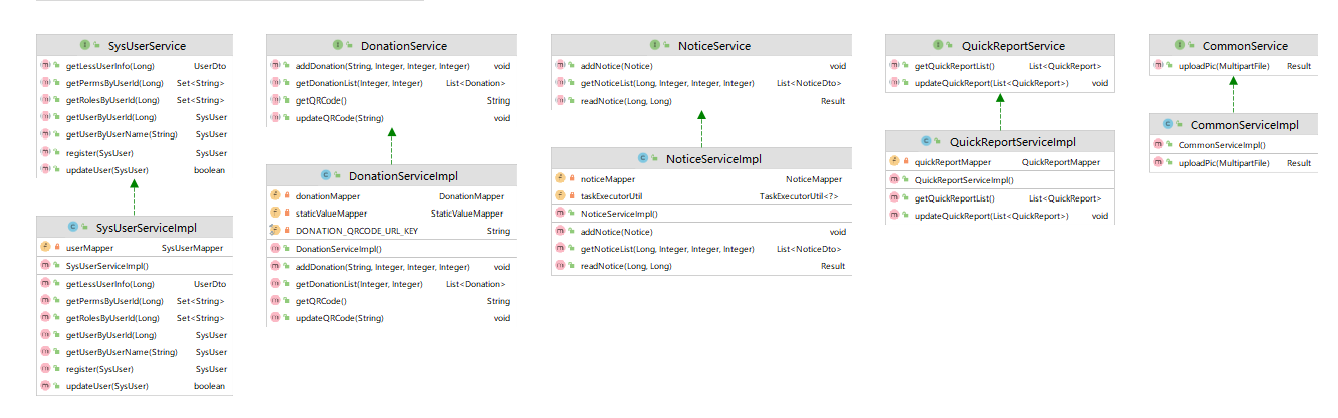 SysUserService
getLessUserInfo(Long) UserDto
getPermsByUserId(Long) Set<String>
getRolesByUserId(Long) Set<String>
getUserByUserId(Long) SysUser
getUserByUserName(String) SysUser
register(SysUser) SysUser
updateUser(SysUser) boolean
SysUserServiceImpl
userMapper SysUserMapper
SysUserServiceImpl()
getLessUserInfo(Long) UserDto
getPermsByUserId(Long) Set<String>
getRolesByUserId(Long) Set<String>
getUserByUserId(Long) SysUser
getUserByUserName(String) SysUser
register(SysUser) SysUser
updateUser(SysUser) boolean
DonationService
addDonation(String, Integer, Integer, Integer) void
getDonationList(Integer, Integer) List<Donation>
getQRCode() String
updateQRCode(String) void
DonationServiceImpl
donationMapper DonationMapper
staticValueMapper StaticValueMapper
DONATION_QRCODE_URL_KEY String
DonationServiceImpl()
addDonation(String, Integer, Integer, Integer) void
getDonationList(Integer, Integer) List<Donation>
getQRCode() String
updateQRCode(String) void
NoticeService
addNotice(Notice) void
getNoticeList(Long, Integer, Integer, Integer) List<NoticeDto>
readNotice(Long, Long) Result
NoticeServiceImpl
noticeMapper NoticeMapper
taskExecutorUtil TaskExecutorUtil<?>
NoticeServiceImpl()
addNotice(Notice) void
getNoticeList(Long, Integer, Integer, Integer) List<NoticeDto>
readNotice(Long, Long) Result
QuickReportService
getQuickReportList() List<QuickReport>
updateQuickReport(List<QuickReport>) void
QuickReportServiceImpl
quickReportMapper QuickReportMapper
QuickReportServiceImpl()
getQuickReportList() List<QuickReport>
updateQuickReport(List<QuickReport>) void
CommonService
uploadPic(MultipartFile) Result
CommonServiceImpl
CommonServiceImpl()
uploadPic(MultipartFile) Result